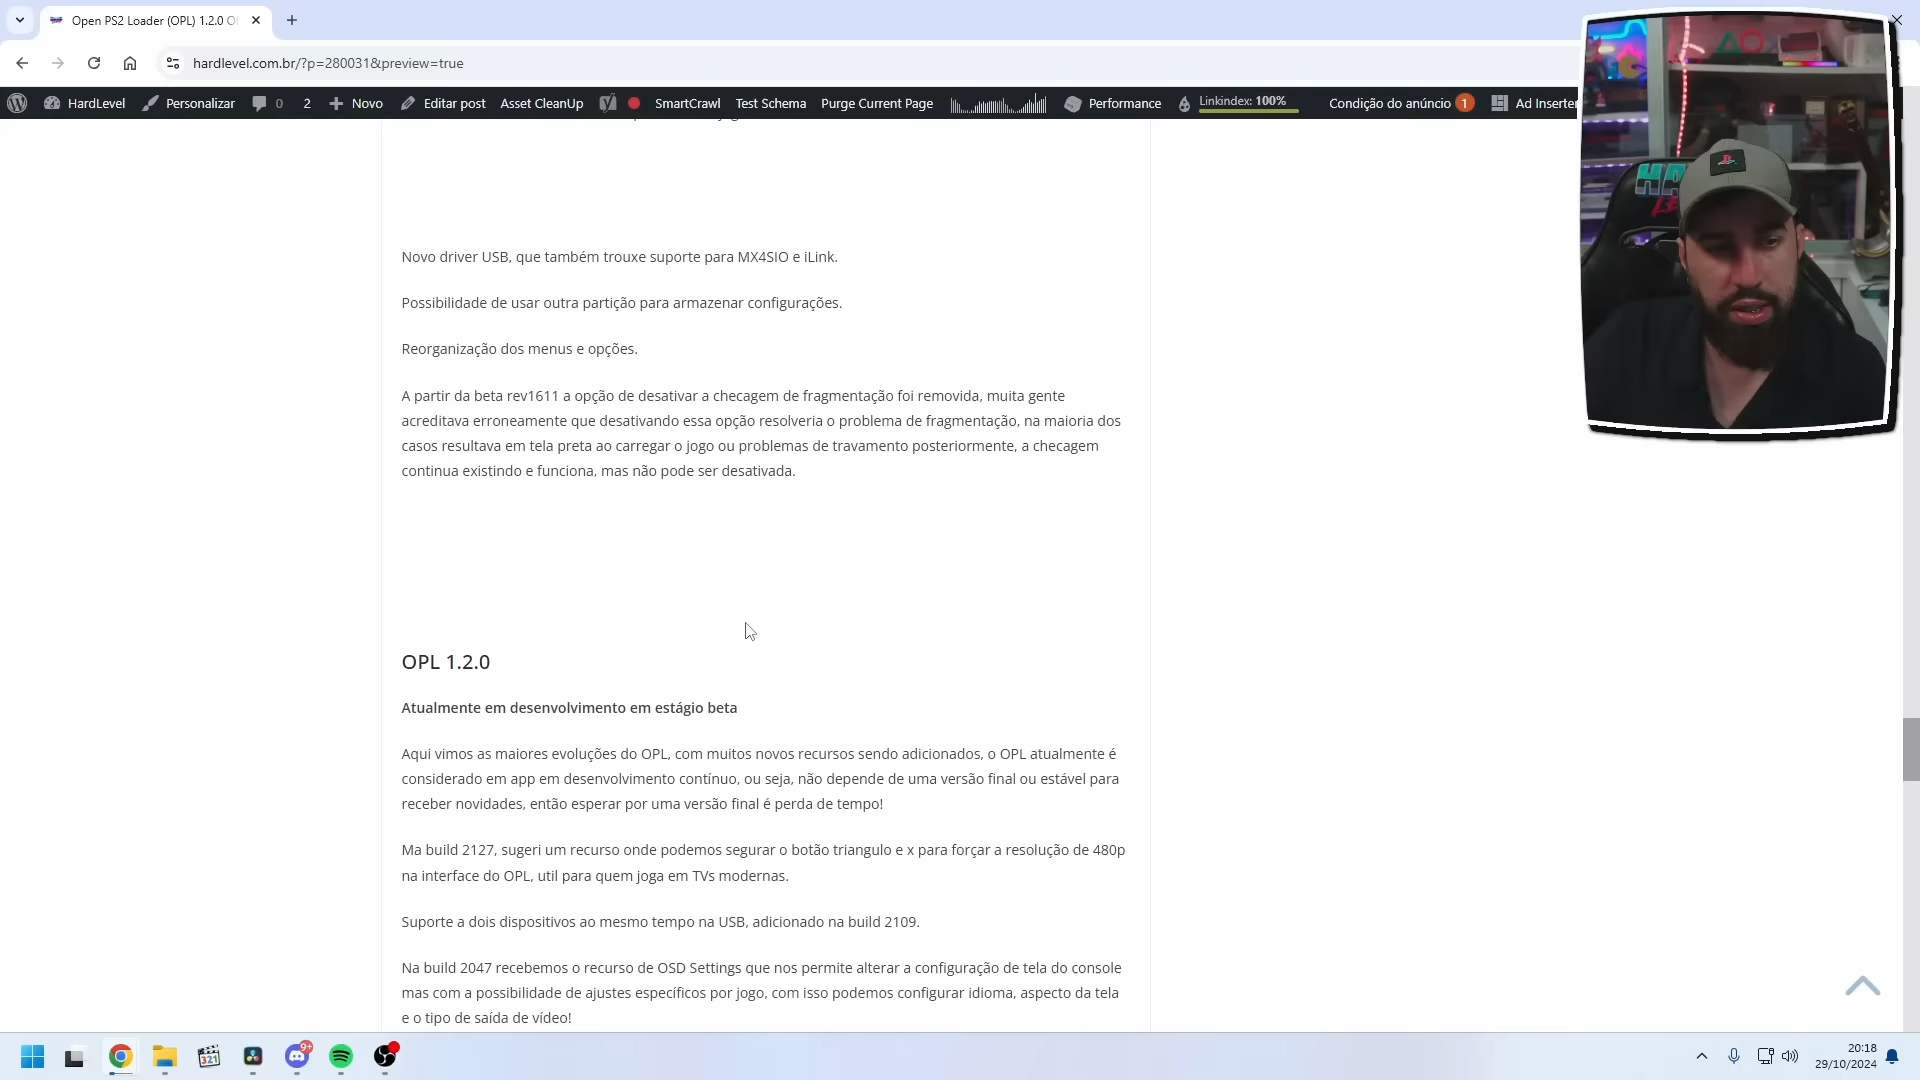 Open PS2 Loader (OPL) 1.2.0 O
hardlevel.com.br/?p=280031&preview=true
HardLevel Personalizar 0 2 Novo Editar post Asset CleanUp SmartCrawl Test Schema Purge Current Page Performance Linkindex: 100% Condição do anúncio 1 Ad Inserter
Novo driver USB, que também trouxe suporte para MX4SIO e iLink.
Possibilidade de usar outra partição para armazenar configurações.
Reorganização dos menus e opções.
A partir da beta rev1611 a opção de desativar a checagem de fragmentação foi removida, muita gente
acreditava erroneamente que desativando essa opção resolveria o problema de fragmentação, na maioria dos
casos resultava em tela preta ao carregar o jogo ou problemas de travamento posteriormente, a checagem
continua existindo e funciona, mas não pode ser desativada.
OPL 1.2.0
Atualmente em desenvolvimento em estágio beta
Aqui vimos as maiores evoluções do OPL, com muitos novos recursos sendo adicionados, o OPL atualmente é
considerado em app em desenvolvimento contínuo, ou seja, não depende de uma versão final ou estável para
receber novidades, então esperar por uma versão final é perda de tempo!
Ma build 2127, sugeri um recurso onde podemos segurar o botão triangulo e x para forçar a resolução de 480p
na interface do OPL, util para quem joga em TVs modernas.
Suporte a dois dispositivos ao mesmo tempo na USB, adicionado na build 2109.
Na build 2047 recebemos o recurso de OSD Settings que nos permite alterar a configuração de tela do console
mas com a possibilidade de ajustes específicos por jogo, com isso podemos configurar idioma, aspecto da tela
e o tipo de saída de vídeo!
321
9+
20:18
29/10/2024